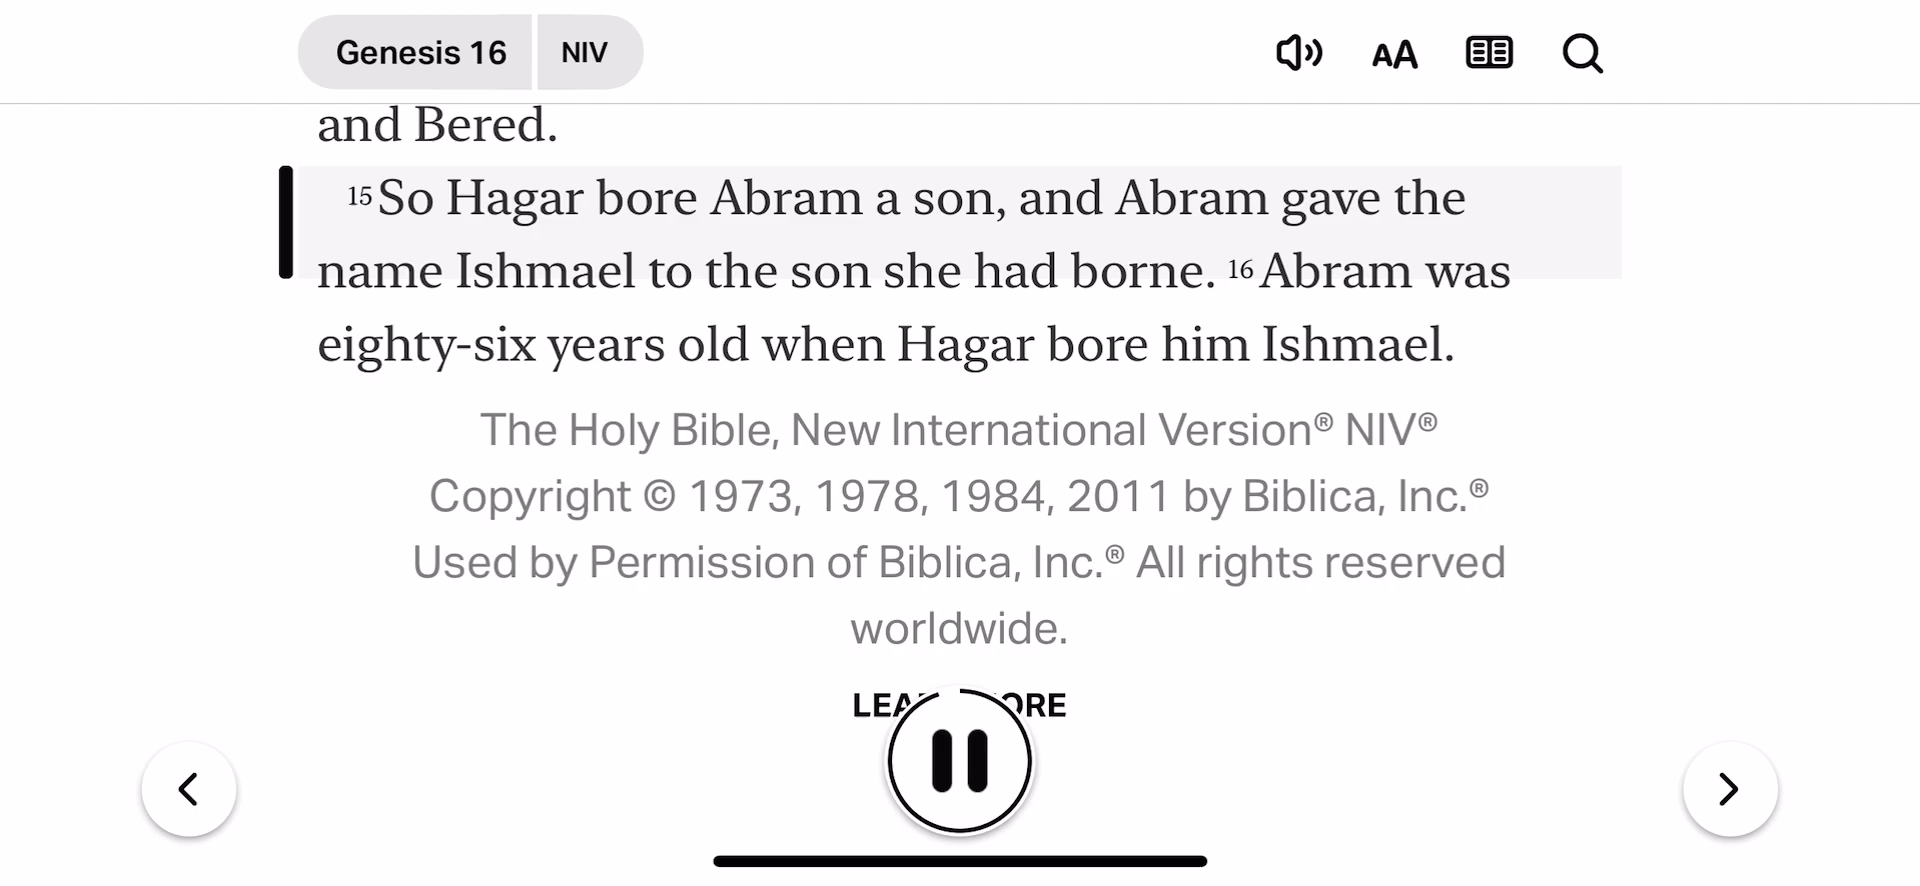 Genesis 16 NIV AA
and Bered.
15 So Hagar bore Abram a son, and Abram gave the
name Ishmael to the son she had borne. 16 Abram was
eighty-six years old when Hagar bore him Ishmael.
The Holy Bible, New International Version® NIV®
Copyright © 1973, 1978, 1984, 2011 by Biblica, Inc.®
Used by Permission of Biblica, Inc.® All rights reserved
worldwide.